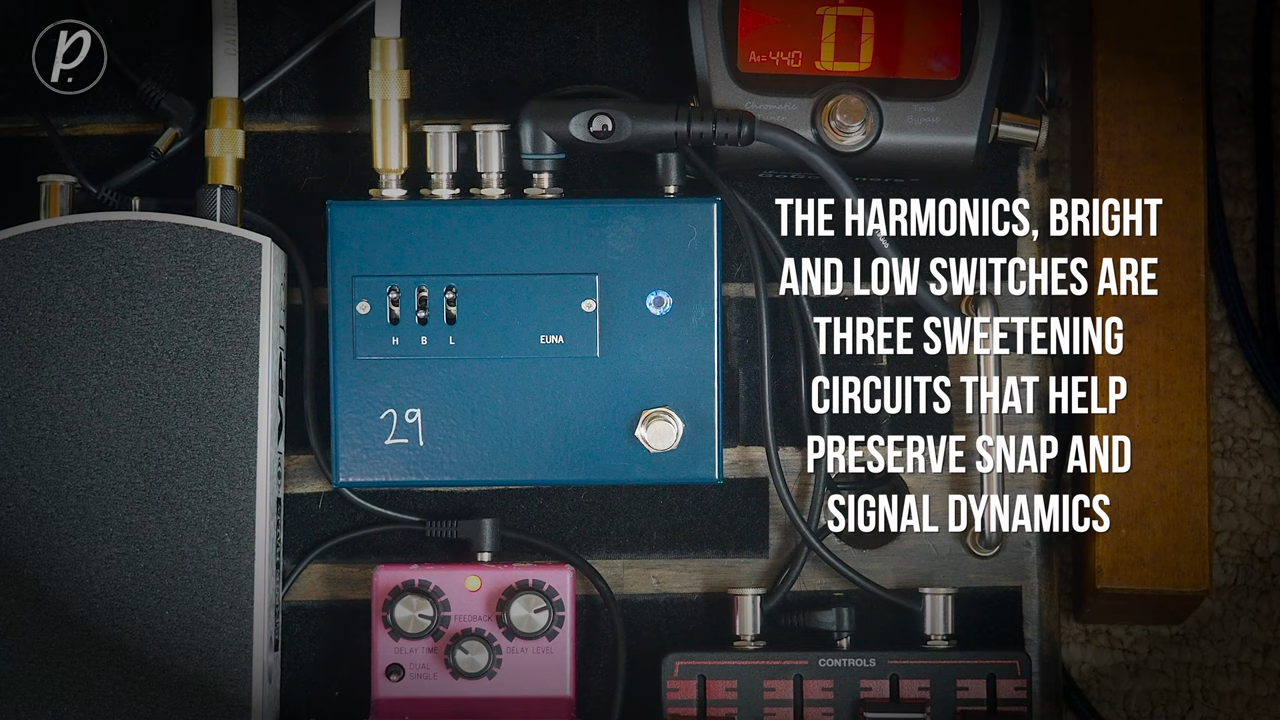 p.
A4=440
Chromatic
Tuner
True
Bypass
THE HARMONICS, BRIGHT
AND LOW SWITCHES ARE
THREE SWEETENING
CIRCUITS THAT HELP
PRESERVE SNAP AND
SIGNAL DYNAMICS
H B L
EUNA
29
FEEDBACK
DELAY TIME
DELAY LEVEL
DUAL
SINGLE
CONTROLS